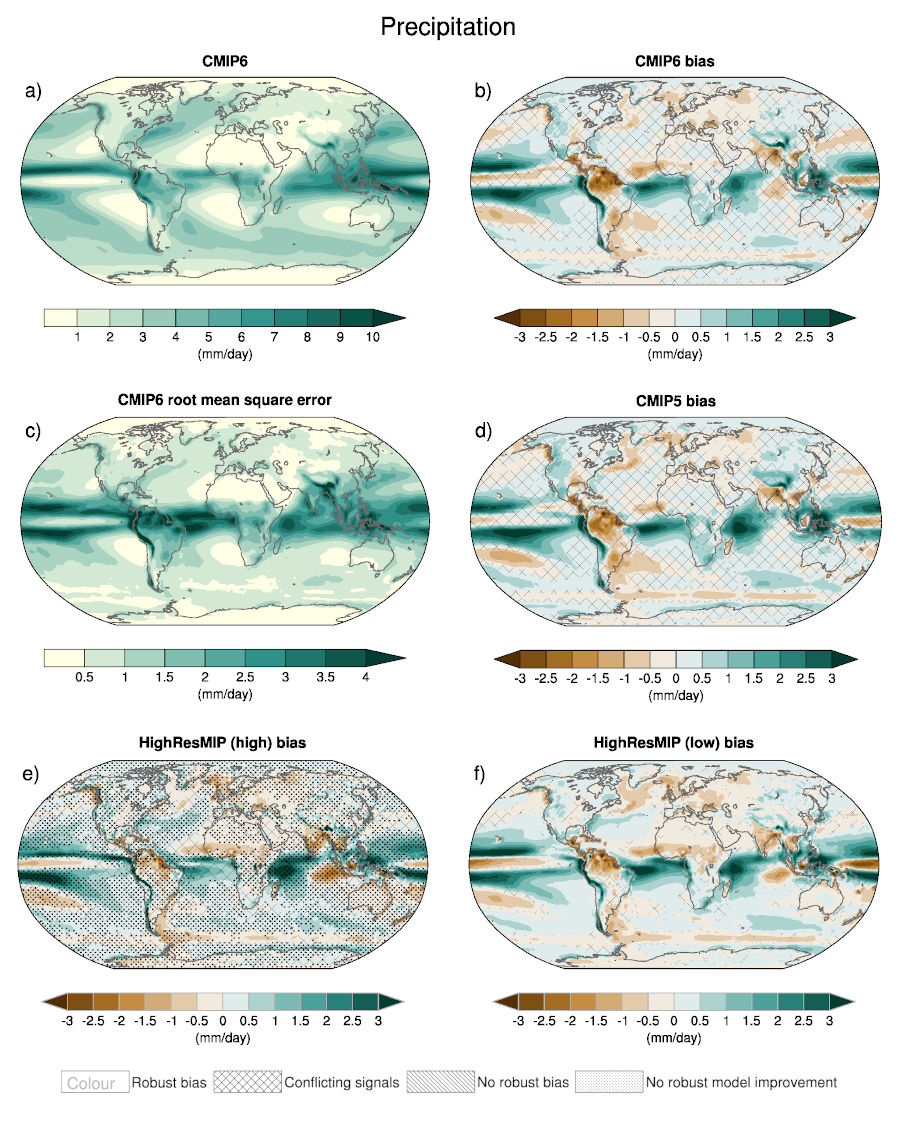 Precipitation
CMIP6
CMIP6 bias
a)
b)
1 2 3 4 5 6 7 8 9 10
(mm/day)
-3 -2.5 -2 -1.5 -1 -0.5 0 0.5 1 1.5 2 2.5 3
(mm/day)
CMIP6 root mean square error
CMIP5 bias
c)
d)
0.5 1 1.5 2 2.5 3 3.5 4
(mm/day)
-3 -2.5 -2 -1.5 -1 -0.5 0 0.5 1 1.5 2 2.5 3
(mm/day)
HighResMIP (high) bias
HighResMIP (low) bias
e)
f)
-3 -2.5 -2 -1.5 -1 -0.5 0 0.5 1 1.5 2 2.5 3
(mm/day)
-3 -2.5 -2 -1.5 -1 -0.5 0 0.5 1 1.5 2 2.5 3
(mm/day)
Colour Robust bias Conflicting signals No robust bias No robust model improvement